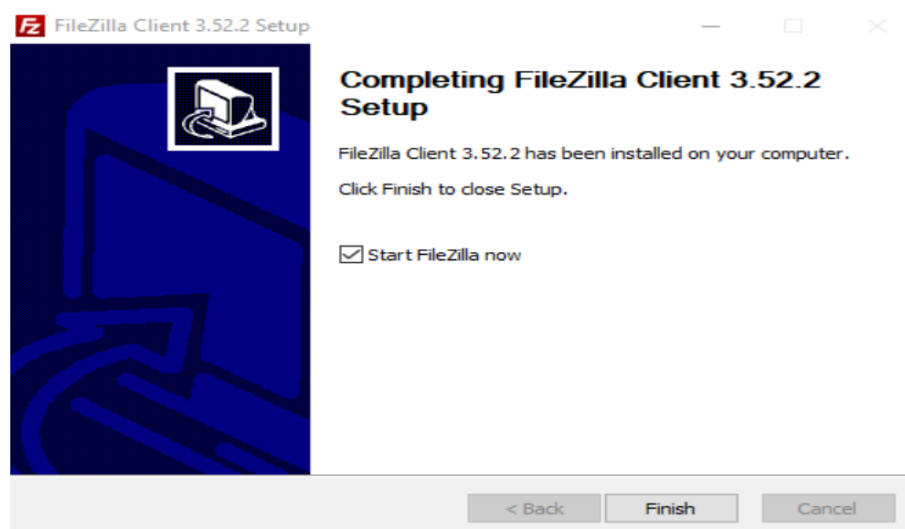 FileZilla Client 3.52.2 Setup
Completing FileZilla Client 3.52.2
Setup
FileZilla Client 3.52.2 has been installed on your computer.
Click Finish to close Setup.
Start FileZilla now
< Back
Finish
Cancel